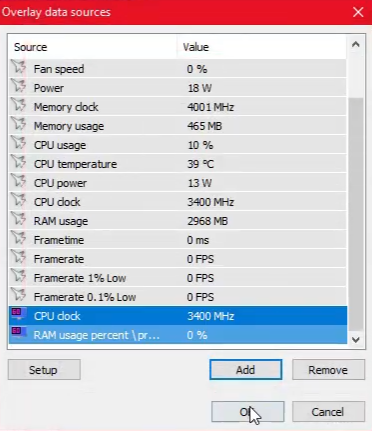 Overlay data sources
Source Value
Fan speed 0 %
Power 18 W
Memory clock 4001 MHz
Memory usage 465 MB
CPU usage 10 %
CPU temperature 39 °C
CPU power 13 W
CPU clock 3400 MHz
RAM usage 2968 MB
Frametime 0 ms
Framerate 0 FPS
Framerate 1% Low 0 FPS
Framerate 0.1% Low 0 FPS
CPU clock 3400 MHz
RAM usage percent \pr... 0 %
Setup Add Remove
OK Cancel